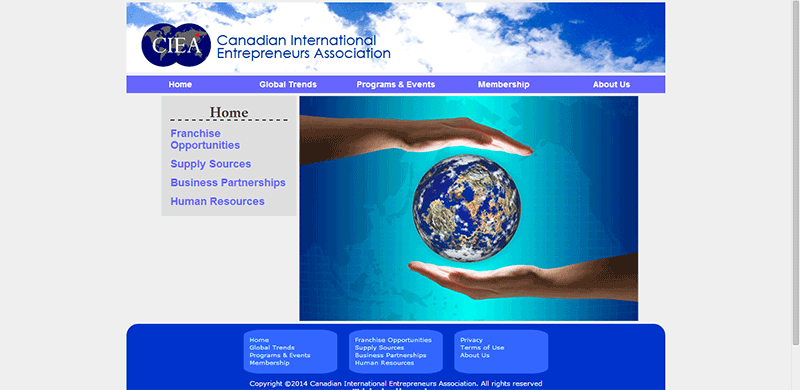 CIEA
Canadian International
Entrepreneurs Association
Home Global Trends Programs & Events Membership About Us
Home
Franchise
Opportunities
Supply Sources
Business Partnerships
Human Resources
Home
Global Trends
Programs & Events
Membership
Franchise Opportunities
Supply Sources
Business Partnerships
Human Resources
Privacy
Terms of Use
About Us
Copyright ©2014 Canadian International Entrepreneurs Association. All rights reserved